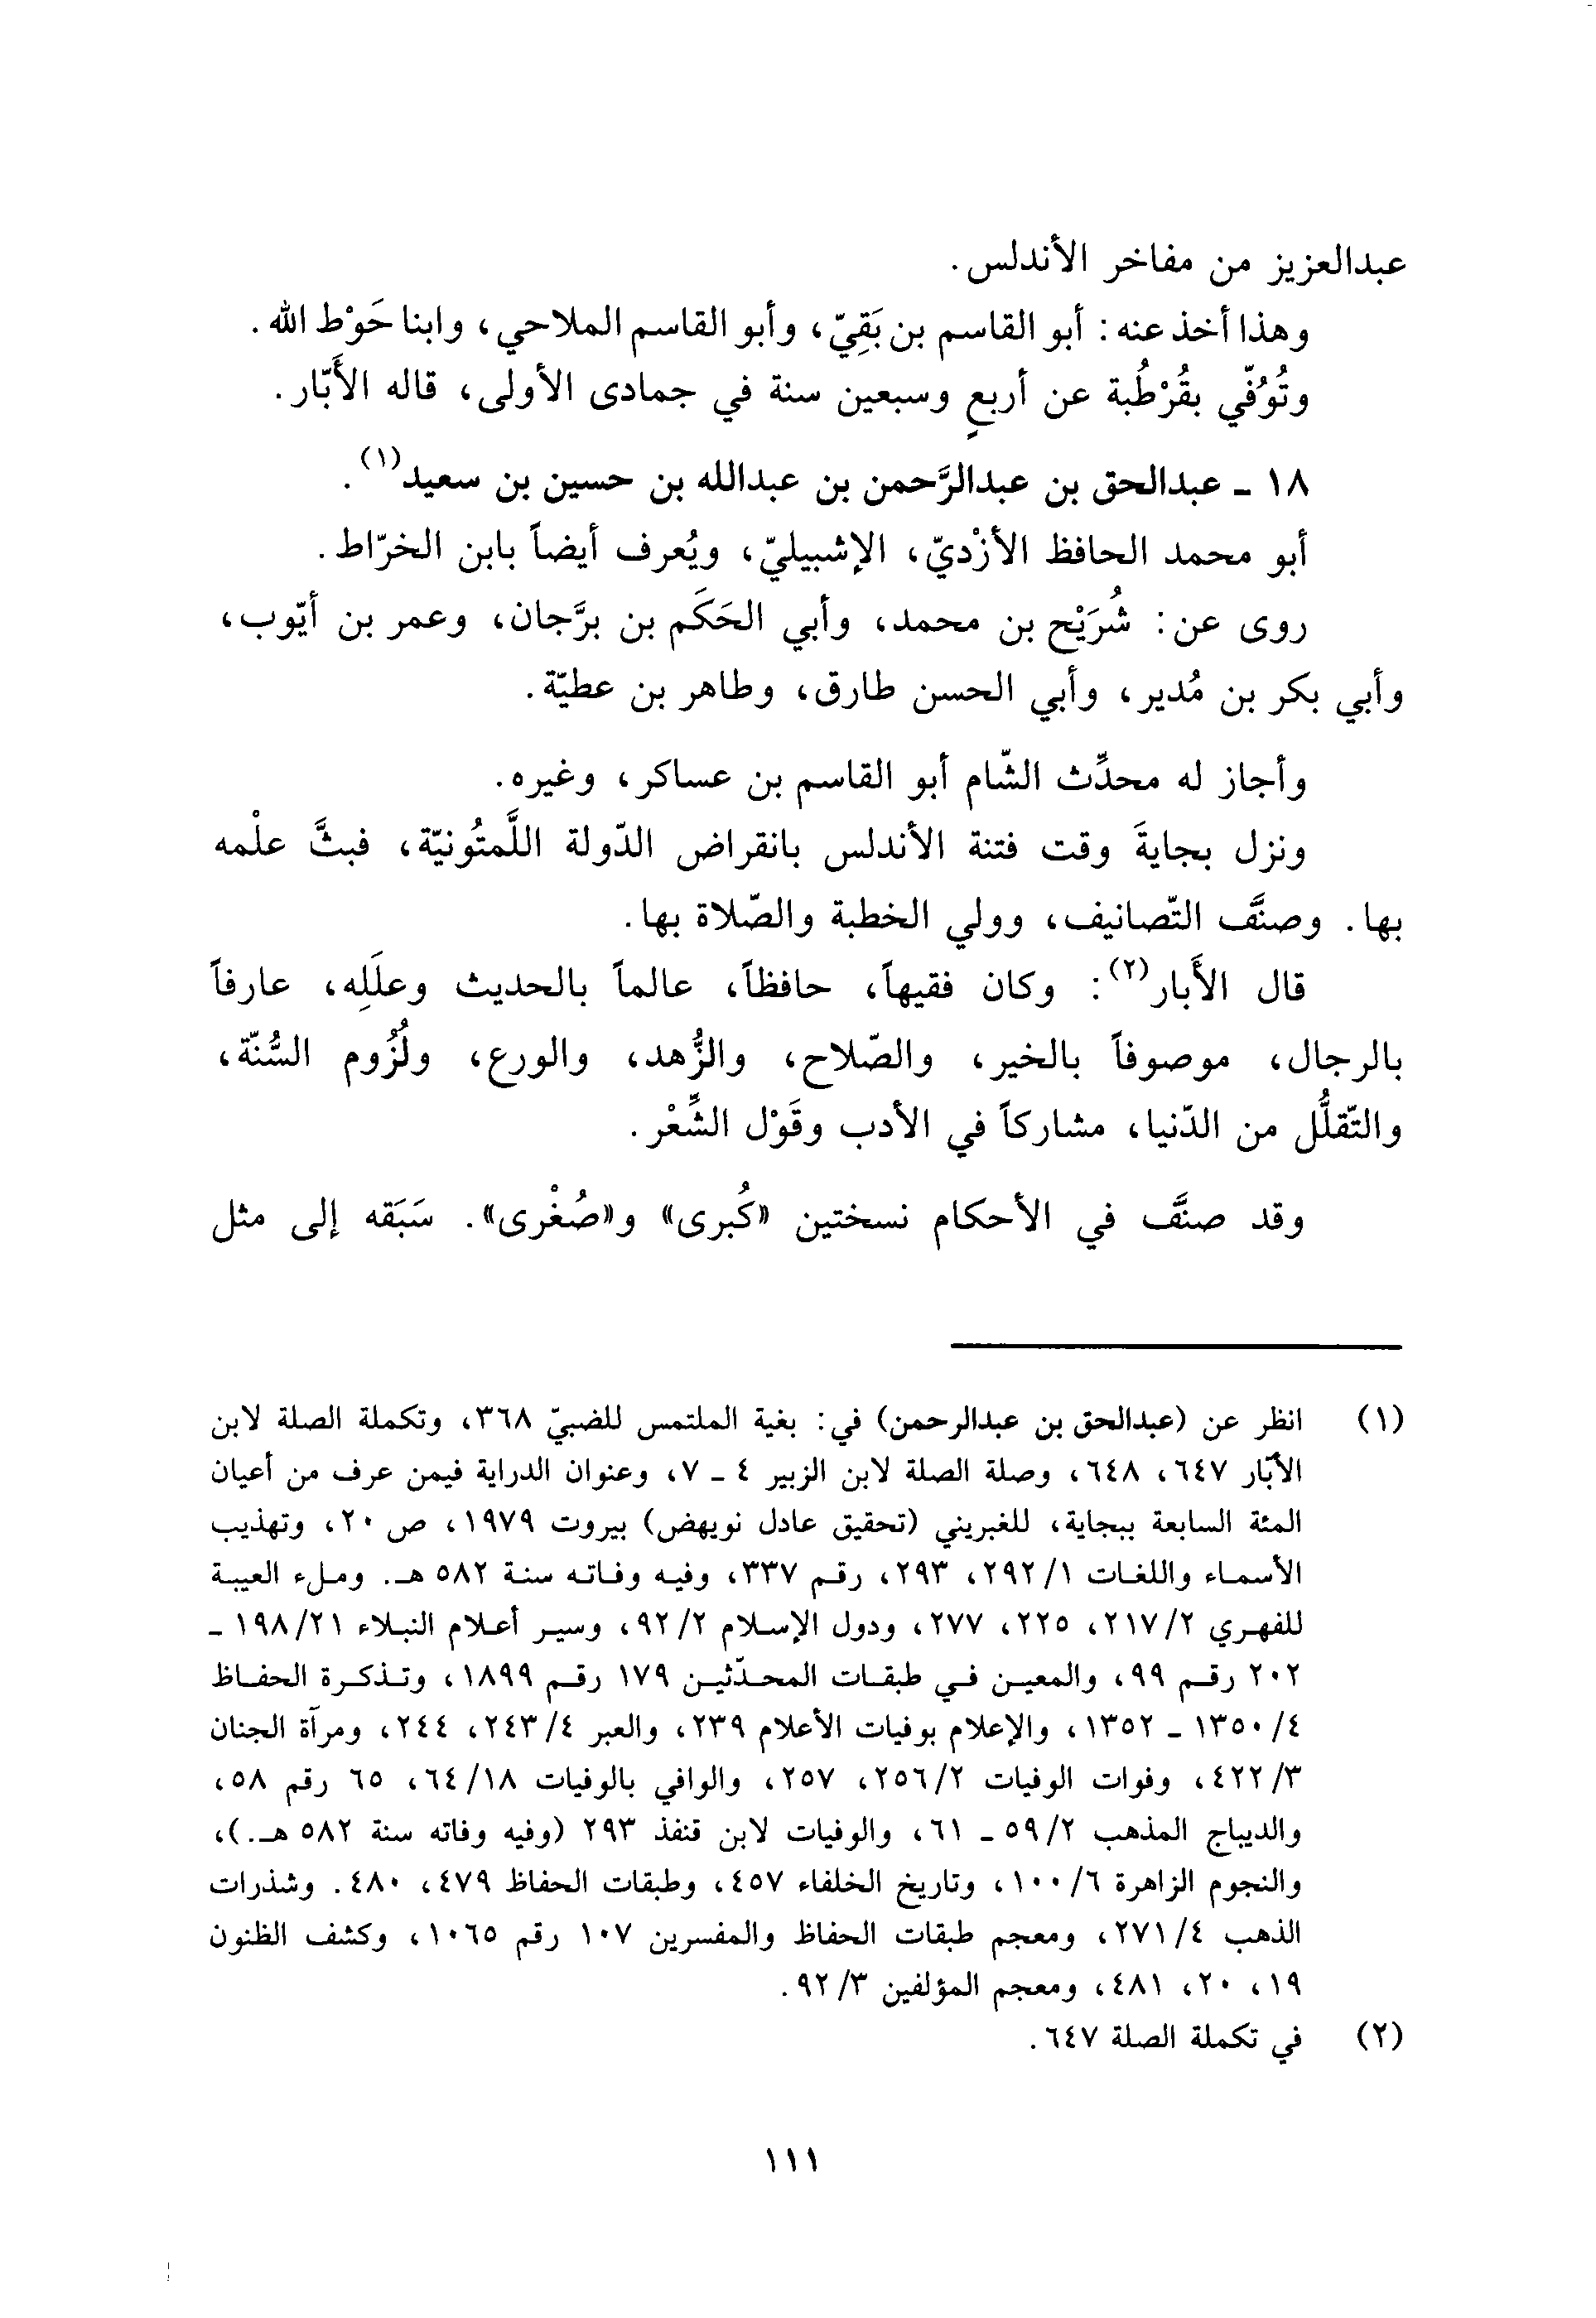 عبدالعزيز من مفاخر الأندلس.
وهذا أخذ عنه: أبو القاسم بن بَقِيّ، وأبو القاسم الملاحي، وابنا حَوْط الله.
وتُوُفّي بقُرْطُبة عن أربعٍ وسبعين سنة في جمادى الأولى، قاله الأَبّار.
١٨ ـ عبدالحق بن عبدالرَّحمن بن عبدالله بن حسين بن سعيد(١).
أبو محمد الحافظ الأزْديّ، الإشبيليّ، ويُعرف أيضاً بابن الخرّاط.
روى عن: شُرَيْح بن محمد، وأبي الحَكَم بن برَّجان، وعمر بن أيّوب،
وأبي بكر بن مُدير، وأبي الحسن طارق، وطاهر بن عطيّة.
وأجاز له محدِّث الشّام أبو القاسم بن عساكر، وغيره.
ونزل بجايةَ وقت فتنة الأندلس بانقراض الدّولة اللَّمتُونيّة، فبثَّ علْمه
بها. وصنَّف التّصانيف، وولي الخطبة والصّلاة بها.
قال الأَبار(٢): وكان فقيهاً، حافظاً، عالماً بالحديث وعلَلِه، عارفاً
بالرجال، موصوفاً بالخير، والصّلاح، والزُّهد، والورع، ولُزُوم السُّنّة،
والتّقلُّل من الدّنيا، مشاركاً في الأدب وقَوْل الشِّعْر.
وقد صنَّف في الأحكام نسختين «كُبرى» و«صُغْرى». سَبَقه إلى مثل
(١) انظر عن (عبدالحق بن عبدالرحمن) في: بغية الملتمس للضبيّ ٣٦٨، وتكملة الصلة لابن
الأبّار ٦٤٧، ٦٤٨، وصلة الصلة لابن الزبير ٤ ـ ٧، وعنوان الدراية فيمن عرف من أعيان
المئة السابعة ببجاية، للغبريني (تحقيق عادل نويهض) بيروت ١٩٧٩، ص ٢٠، وتهذيب
الأسماء واللغات ١/ ٢٩٢، ٢٩٣، رقم ٣٣٧، وفيه وفاته سنة ٥٨٢ هـ. وملء العيبة
للفهري ٢/ ٢١٧، ٢٢٥، ٢٧٧، ودول الإسلام ٢/ ٩٢، وسير أعلام النبلاء ٢١/ ١٩٨ ـ
٢٠٢ رقم ٩٩، والمعين في طبقات المحدّثين ١٧٩ رقم ١٨٩٩، وتذكرة الحفاظ
٤/ ١٣٥٠ ـ ١٣٥٢، والإعلام بوفيات الأعلام ٢٣٩، والعبر ٤/ ٢٤٣، ٢٤٤، ومرآة الجنان
٣/ ٤٢٢، وفوات الوفيات ٢/ ٢٥٦، ٢٥٧، والوافي بالوفيات ١٨/ ٦٤، ٦٥ رقم ٥٨،
والديباج المذهب ٢/ ٥٩ ـ ٦١، والوفيات لابن قنفذ ٢٩٣ (وفيه وفاته سنة ٥٨٢ هـ.)،
والنجوم الزاهرة ٦/ ١٠٠، وتاريخ الخلفاء ٤٥٧، وطبقات الحفاظ ٤٧٩، ٤٨٠. وشذرات
الذهب ٤/ ٢٧١، ومعجم طبقات الحفاظ والمفسرين ١٠٧ رقم ١٠٦٥، وكشف الظنون
١٩، ٢٠، ٤٨١، ومعجم المؤلفين ٣/ ٩٢.
(٢) في تكملة الصلة ٦٤٧.
١١١